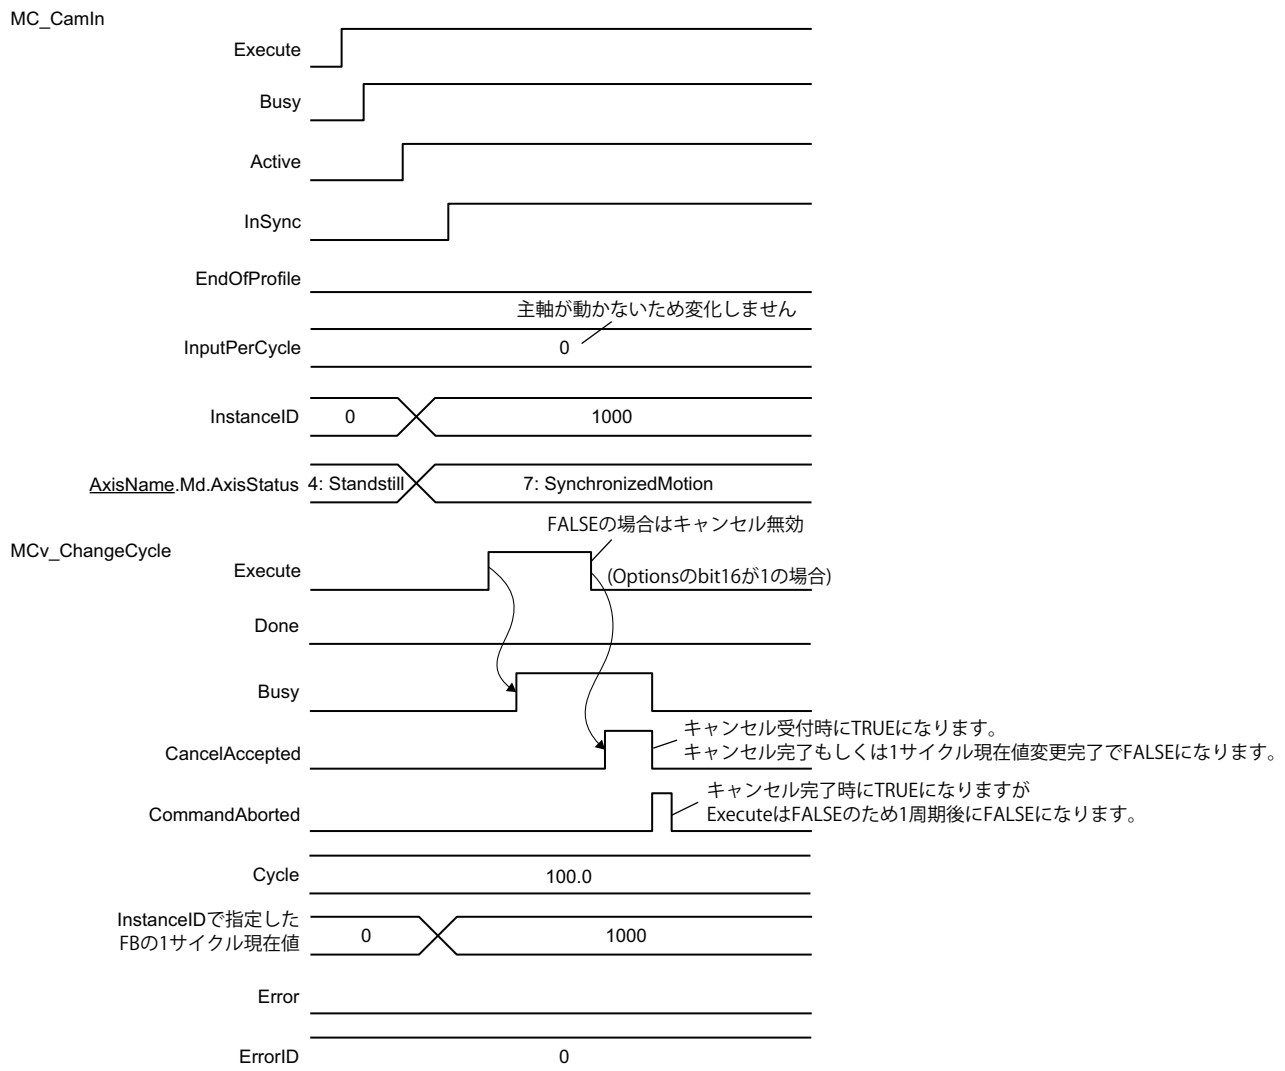 MC_CamIn
Execute
Busy
Active
InSync
EndOfProfile
主軸が動かないため変化しません
InputPerCycle
0
InstanceID
0
1000
AxisName.Md.AxisStatus
4: Standstill
7: SynchronizedMotion
FALSEの場合はキャンセル無効
MCv_ChangeCycle
Execute
(Optionsのbit16が1の場合)
Done
Busy
キャンセル受付時にTRUEになります。
キャンセル完了もしくは1サイクル現在値変更完了でFALSEになります。
CancelAccepted
キャンセル完了時にTRUEになりますが
ExecuteはFALSEのため1周期後にFALSEになります。
CommandAborted
Cycle
100.0
InstanceIDで指定した
FBの1サイクル現在値
0
1000
Error
ErrorID
0